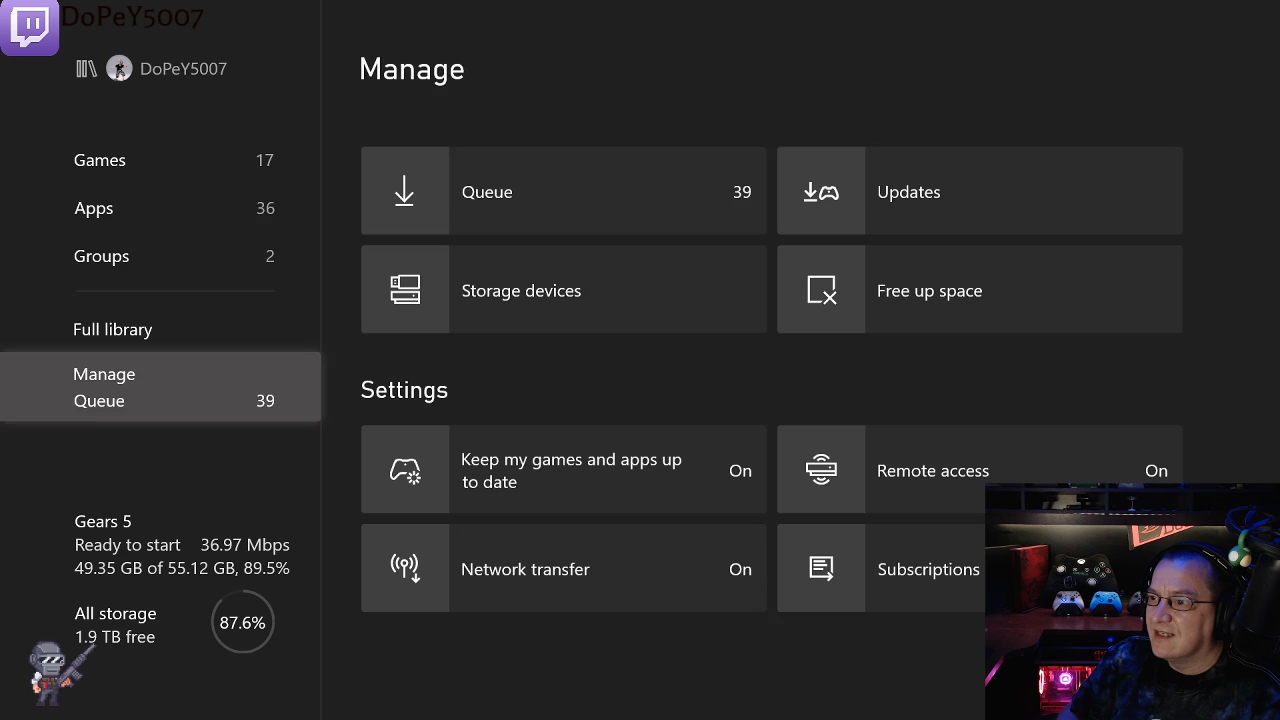 DoPeY5007
DoPeY5007
Games 17
Apps 36
Groups 2
Full library
Manage
Queue 39
Gears 5
Ready to start 36.97 Mbps
49.35 GB of 55.12 GB, 89.5%
All storage
1.9 TB free
87.6%
Manage
Queue 39
Updates
Storage devices
Free up space
Settings
Keep my games and apps up
to date
On
Remote access On
Network transfer On
Subscriptions